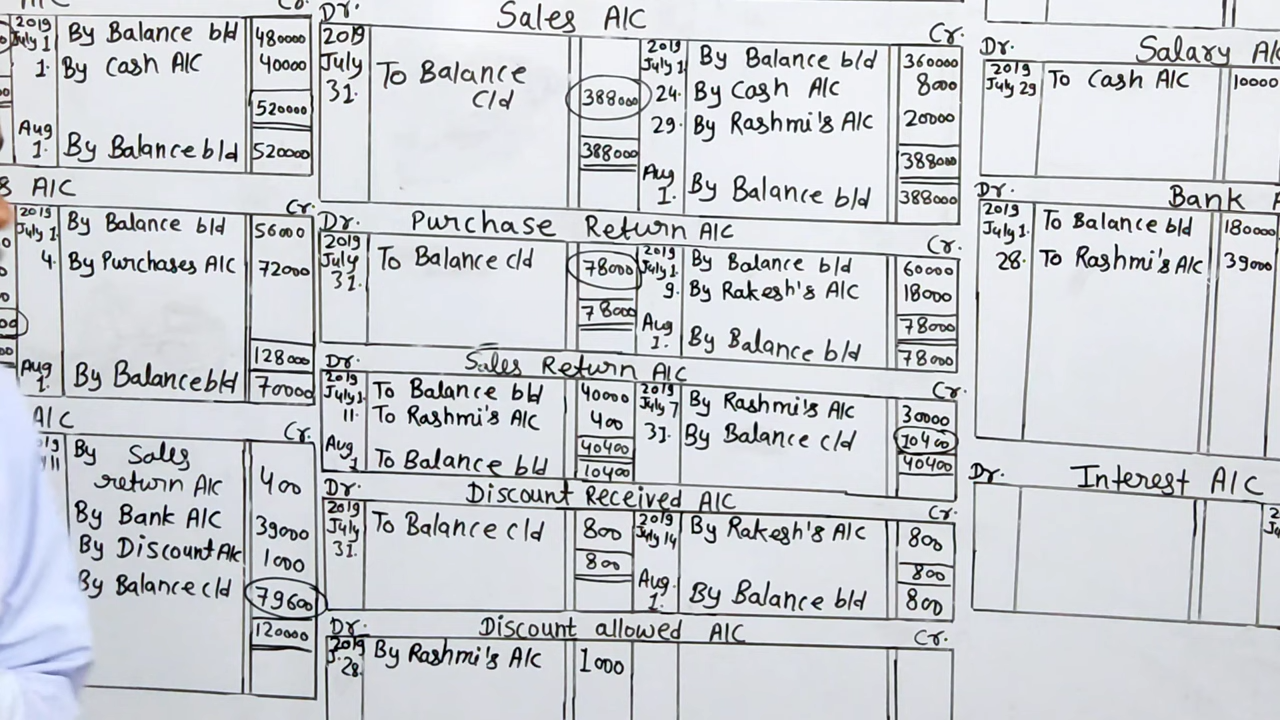 A/C
Cr.
2019
July 1 By Balance b/d 480000
1. By Cash A/C 40000
520000
Aug
1. By Balance b/d 520000
A/C
Cr.
2019
July 1. By Balance b/d 56000
4. By Purchases A/C 72000
128000
Aug
1. By Balance b/d 70000
A/C
Cr.
By Sales
return A/C 400
By Bank A/C 39000
By Discount A/c 1000
By Balance c/d 79600
120000
Dr. Sales A/C Cr.
2019
July
31. To Balance
c/d 388000
388000
2019
July 1. By Balance b/d 360000
24. By Cash A/C 8000
29. By Rashmi's A/C 20000
388000
Aug
1. By Balance b/d 388000
Dr. Purchase Return A/C Cr.
2019
July
31. To Balance c/d 78000
78000
2019
July 1. By Balance b/d 60000
9. By Rakesh's A/C 18000
78000
Aug
1. By Balance b/d 78000
Dr. Sales Return A/C Cr.
2019
July 1. To Balance b/d 40000
11. To Rashmi's A/C 400
40400
Aug
1 To Balance b/d 10400
2019
July 7 By Rashmi's A/C 30000
31. By Balance c/d 10400
40400
Dr. Discount Received A/C Cr.
2019
July
31. To Balance c/d 800
800
2019
July 14 By Rakesh's A/C 800
800
Aug.
1. By Balance b/d 800
Dr. Discount allowed A/C Cr.
2019
J. 28. By Rashmi's A/C 1000
Dr. Salary A/C
2019
July 29 To Cash A/C 10000
Dr. Bank A
2019
July 1. To Balance b/d 180000
28. To Rashmi's A/C 39000
Dr. Interest A/C